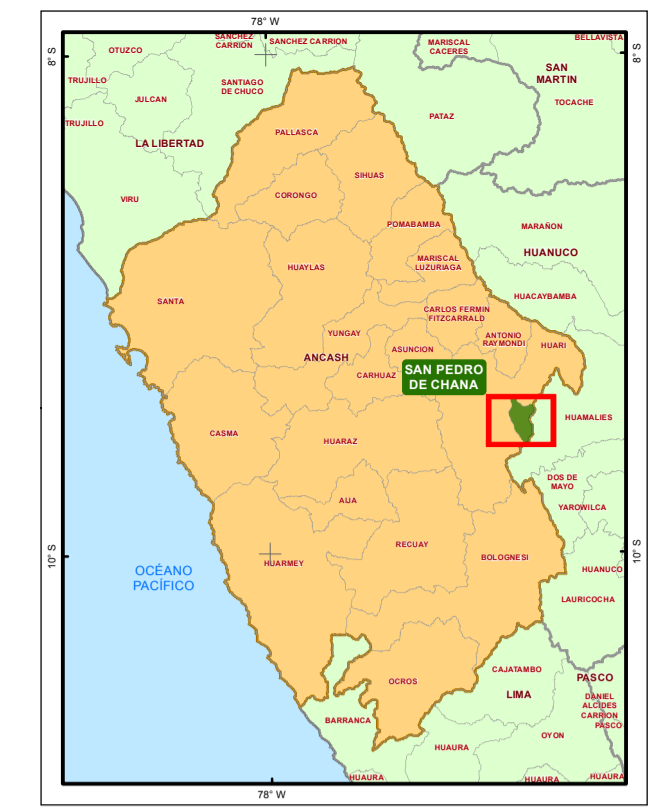 78° W
8° S
8° S
SANCHEZ
CARRIÓN
SANCHEZ CARRION
OTUZCO
MARISCAL
CACERES
BELLAVISTA
SAN
MARTIN
TRUJILLO
SANTIAGO
DE CHUCO
JULCAN
TOCACHE
PATAZ
TRUJILLO
PALLASCA
LA LIBERTAD
SIHUAS
CORONGO
VIRU
POMABAMBA
MARAÑON
HUANUCO
MARISCAL
LUZURIAGA
HUAYLAS
SANTA
HUACAYBAMBA
CARLOS FERMIN
FITZCARRALD
YUNGAY
ANTONIO
RAYMONDI
HUARI
ASUNCION
ANCASH
CARHUAZ
SAN PEDRO
DE CHANA
HUAMALIES
CASMA
HUARAZ
DOS DE
MAYO
AIJA
YAROWILCA
RECUAY
BOLOGNESI
10° S
10° S
HUARMEY
OCÉANO
PACÍFICO
HUANUCO
LAURICOCHA
CAJATAMBO
PASCO
OCROS
LIMA
DANIEL
ALCIDES
CARRION
PASCO
BARRANCA
OYON
HUAURA
HUAURA
HUAURA
HUAURA
78° W